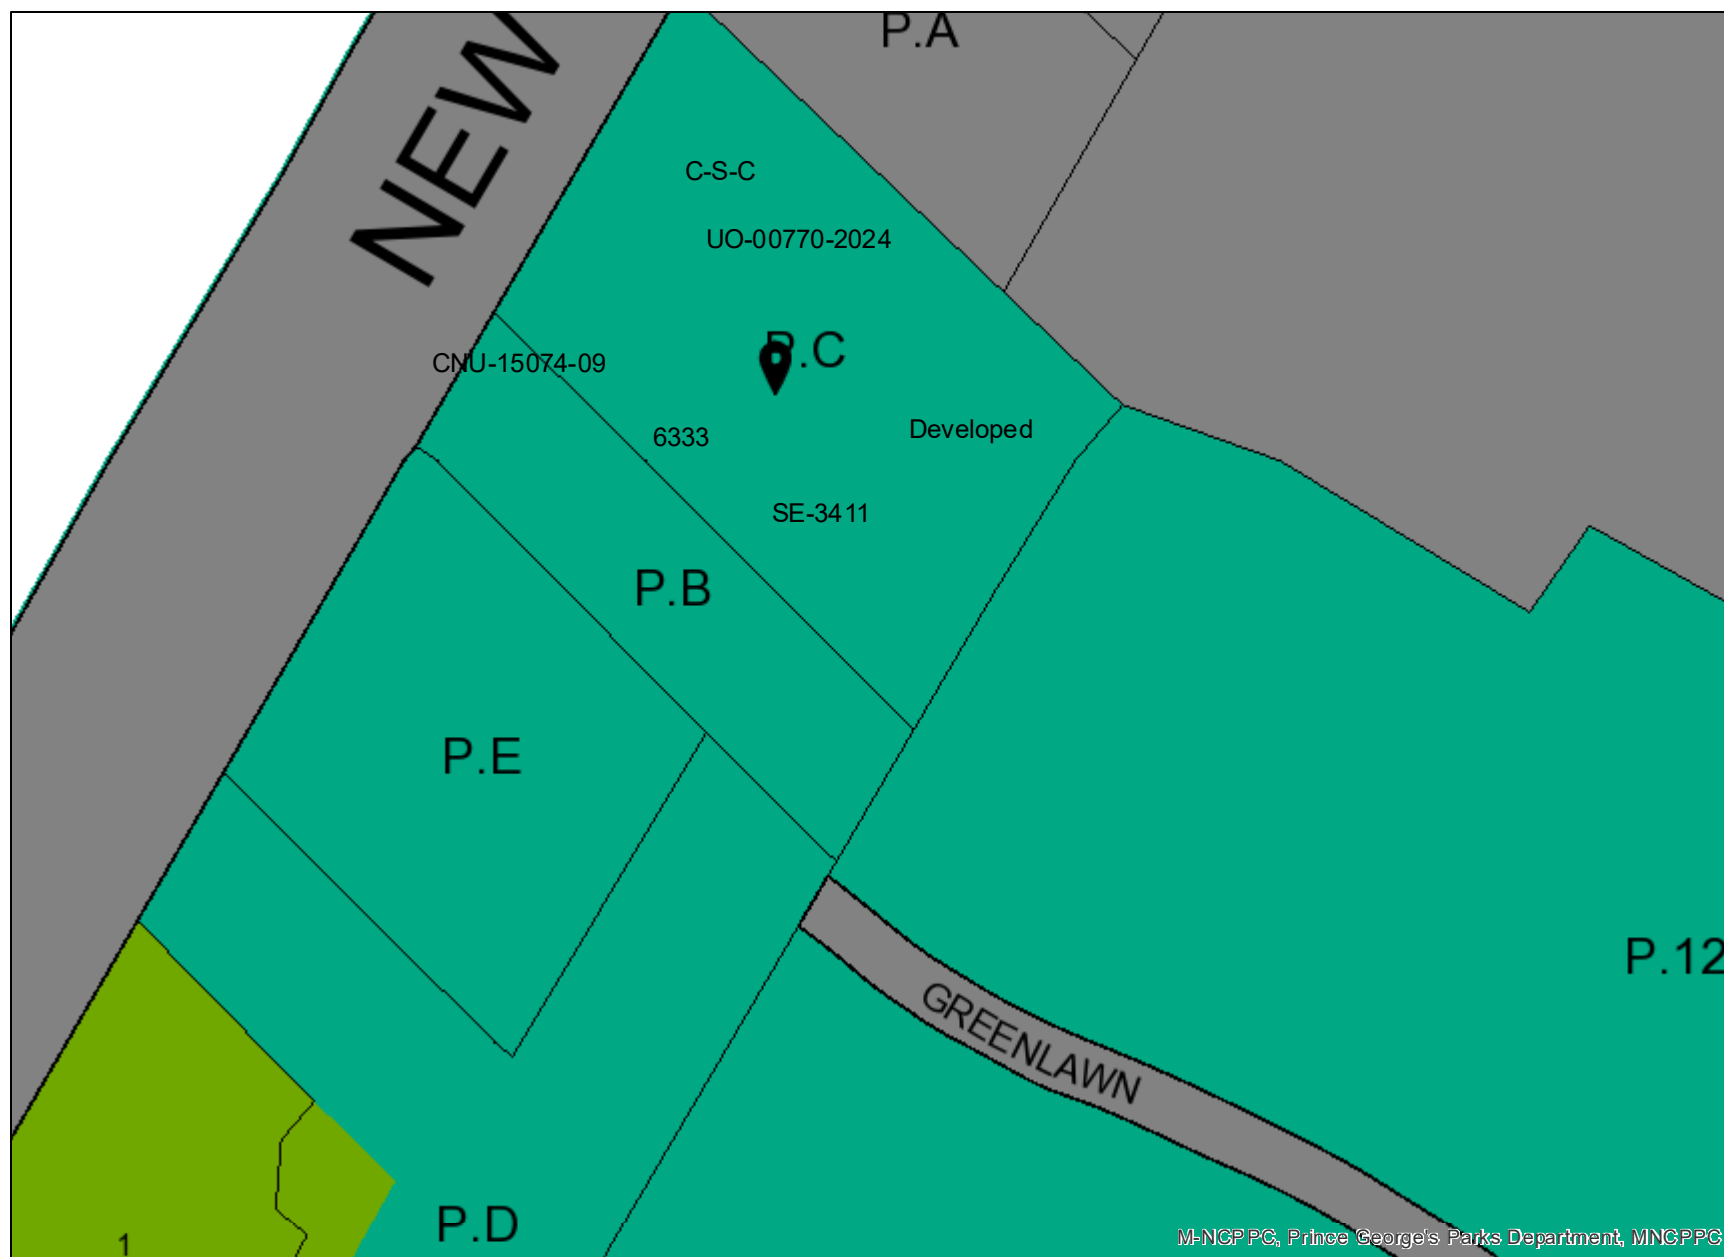 P.A
NEW
C-S-C
UO-00770-2024
P.C
CNU-15074-09
Developed
6333
SE-3411
P.B
P.E
P.12
GREENLAWN
P.D
1
M-NCPPC, Prince George's Parks Department, MNCPPC